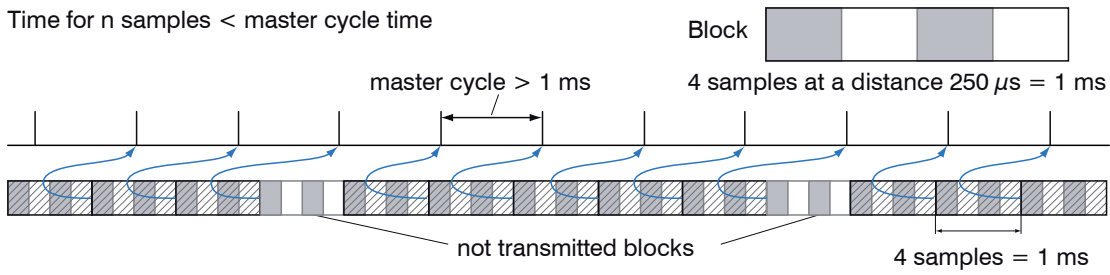 Time for n samples < master cycle time
Block
master cycle > 1 ms
4 samples at a distance 250 µs = 1 ms
not transmitted blocks
4 samples = 1 ms